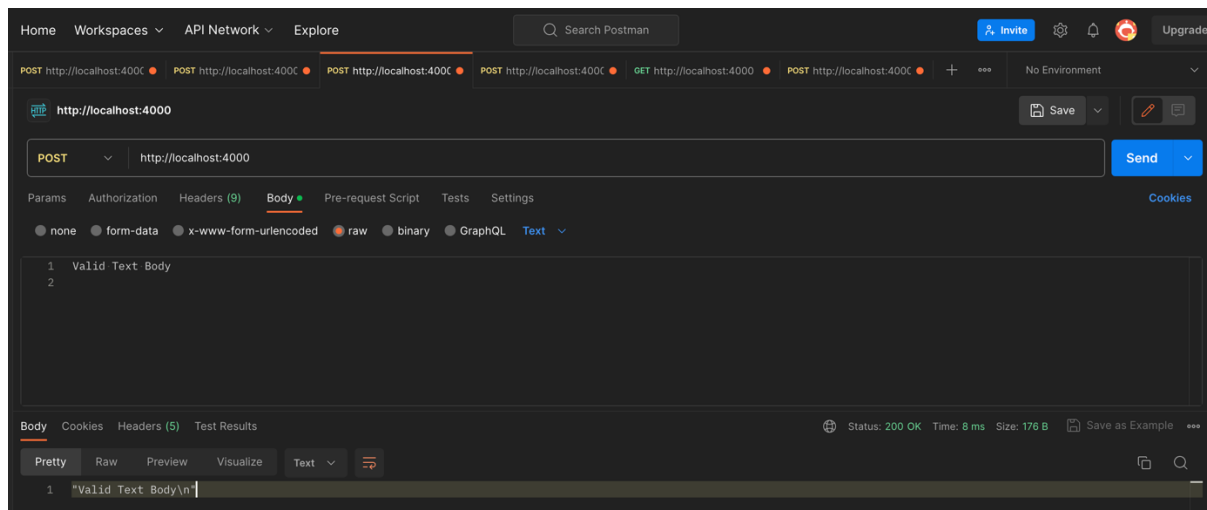 Home Workspaces API Network Explore Search Postman Invite Upgrade
POST http://localhost:400 POST http://localhost:400 POST http://localhost:400 POST http://localhost:400 GET http://localhost:4000 POST http://localhost:400 + No Environment
HTTP http://localhost:4000 Save
POST http://localhost:4000 Send
Params Authorization Headers (9) Body Pre-request Script Tests Settings Cookies
none form-data x-www-form-urlencoded raw binary GraphQL Text
1 Valid Text Body
2
Body Cookies Headers (5) Test Results Status: 200 OK Time: 8 ms Size: 176 B Save as Example
Pretty Raw Preview Visualize Text
1 "Valid Text Body\n"